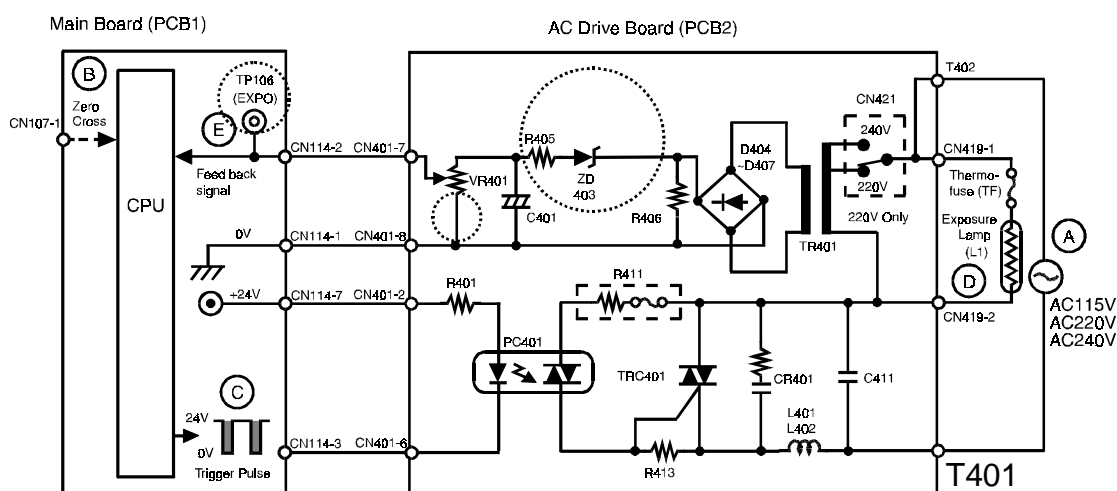 Main Board (PCB1)
AC Drive Board (PCB2)
B
TP106
(EXPO)
T402
CN107-1
Zero
Cross
E
CN421
240V
220V
220V Only
CN114-2
CN401-7
R405
ZD
403
D404
~D407
CN419-1
Feed back
signal
VR401
C401
R406
TR401
Thermo-
fuse (TF)
Exposure
Lamp
(L1)
A
CPU
0V
CN114-1
CN401-8
D
+24V
CN114-7
CN401-2
R401
R411
CN419-2
AC115V
AC220V
AC240V
PC401
TRC401
CR401
C411
C
24V
0V
Trigger Pulse
CN114-3
CN401-6
L401
L402
R413
T401